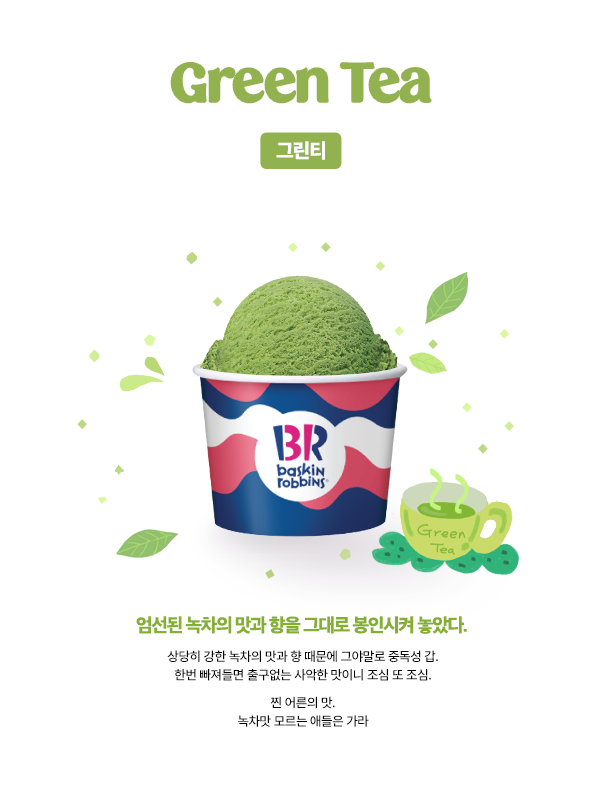 Green Tea
그린티
BR
baskin
robbins
Green
Tea
엄선된 녹차의 맛과 향을 그대로 봉인시켜 놓았다.
상당히 강한 녹차의 맛과 향 때문에 그야말로 중독성 갑.
한번 빠져들면 출구없는 사악한 맛이니 조심 또 조심.
찐 어른의 맛.
녹차맛 모르는 애들은 가라